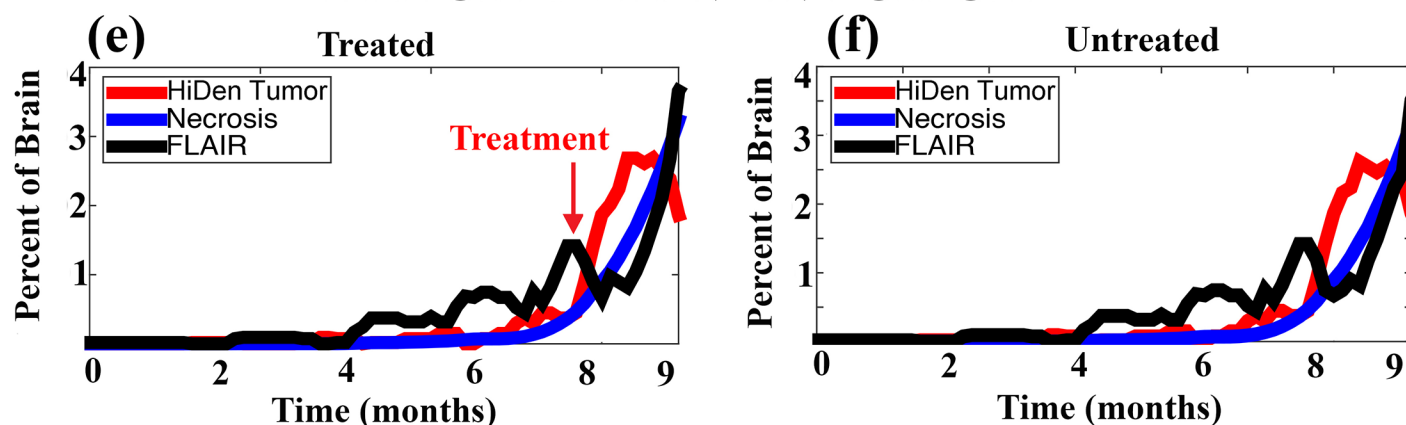 (e)
Treated
Percent of Brain
4
3
2
1
HiDen Tumor
Necrosis
FLAIR
Treatment
0 2 4 6 8 9
Time (months)
(f)
Untreated
Percent of Brain
4
3
2
1
HiDen Tumor
Necrosis
FLAIR
0 2 4 6 8 9
Time (months)